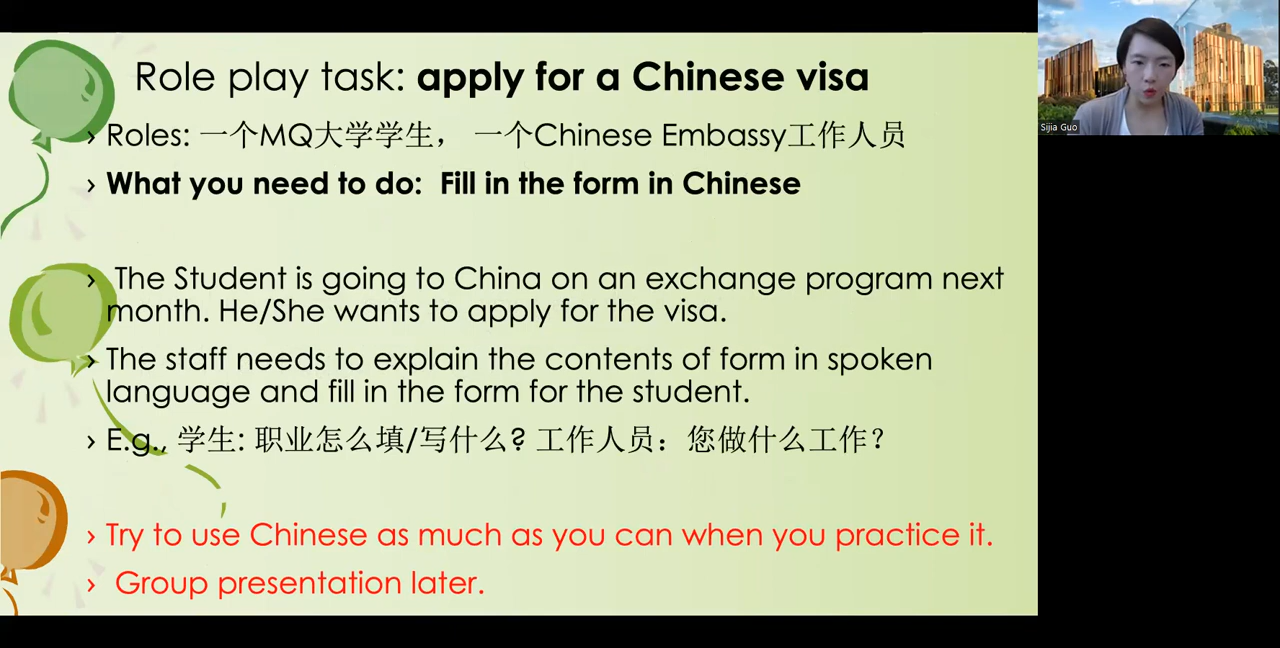 Role play task: apply for a Chinese visa
› Roles: 一个MQ大学学生， 一个Chinese Embassy工作人员
› What you need to do: Fill in the form in Chinese
› The Student is going to China on an exchange program next
month. He/She wants to apply for the visa.
› The staff needs to explain the contents of form in spoken
language and fill in the form for the student.
› E.g., 学生: 职业怎么填/写什么? 工作人员：您做什么工作？
› Try to use Chinese as much as you can when you practice it.
› Group presentation later.
Sijia Guo